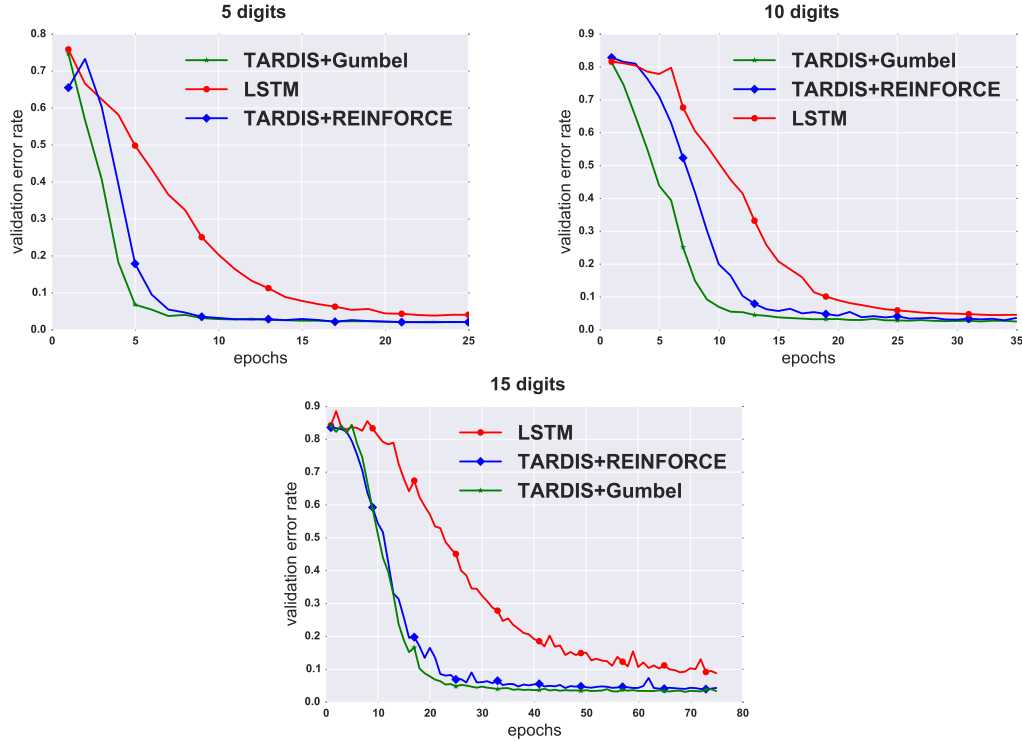 5 digits
validation error rate
0.8
0.7
0.6
0.5
0.4
0.3
0.2
0.1
0.0
TARDIS+Gumbel
LSTM
TARDIS+REINFORCE
0 5 10 15 20 25
epochs
10 digits
validation error rate
0.9
0.8
0.7
0.6
0.5
0.4
0.3
0.2
0.1
0.0
TARDIS+Gumbel
TARDIS+REINFORCE
LSTM
0 5 10 15 20 25 30 35
epochs
15 digits
validation error rate
0.9
0.8
0.7
0.6
0.5
0.4
0.3
0.2
0.1
0.0
LSTM
TARDIS+REINFORCE
TARDIS+Gumbel
0 10 20 30 40 50 60 70 80
epochs